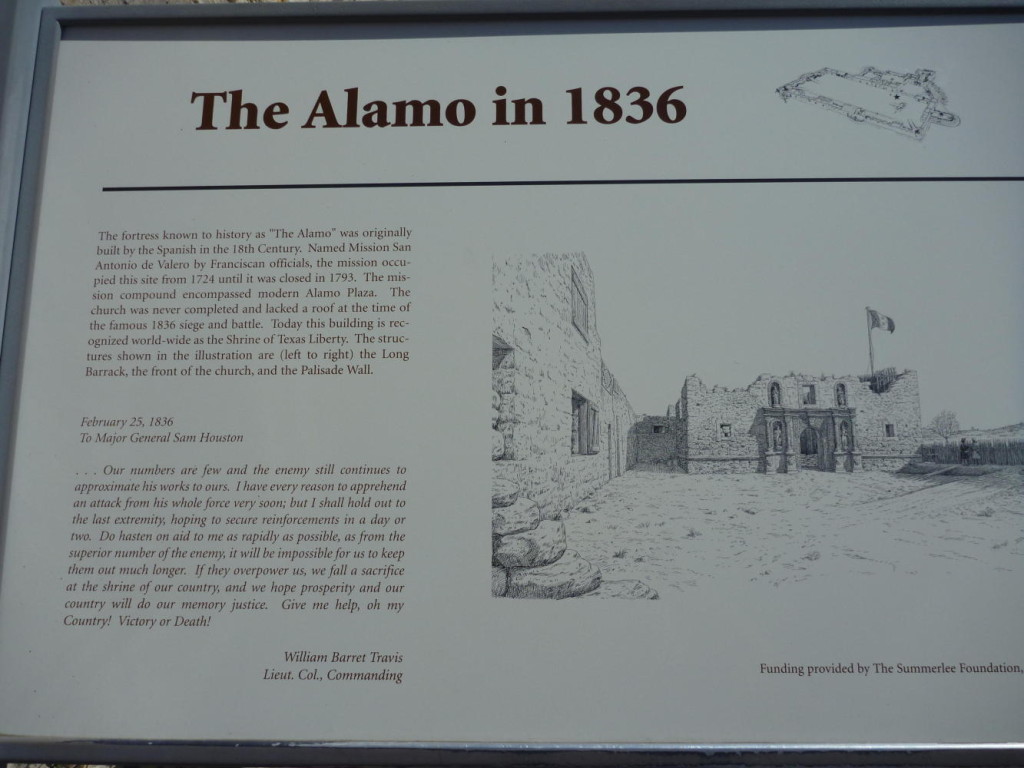 The Alamo in 1836
The fortress known to history as "The Alamo" was originally
built by the Spanish in the 18th Century. Named Mission San
Antonio de Valero by Franciscan officials, the mission occu-
pied this site from 1724 until it was closed in 1793. The mis-
sion compound encompassed modern Alamo Plaza. The
church was never completed and lacked a roof at the time of
the famous 1836 siege and battle. Today this building is rec-
ognized world-wide as the Shrine of Texas Liberty. The struc-
tures shown in the illustration are (left to right) the Long
Barrack, the front of the church, and the Palisade Wall.
February 25, 1836
To Major General Sam Houston
. . . Our numbers are few and the enemy still continues to
approximate his works to ours. I have every reason to apprehend
an attack from his whole force very soon; but I shall hold out to
the last extremity, hoping to secure reinforcements in a day or
two. Do hasten on aid to me as rapidly as possible, as from the
superior number of the enemy, it will be impossible for us to keep
them out much longer. If they overpower us, we fall a sacrifice
at the shrine of our country, and we hope prosperity and our
country will do our memory justice. Give me help, oh my
Country! Victory or Death!
William Barret Travis
Lieut. Col., Commanding
Funding provided by The Summerlee Foundation,